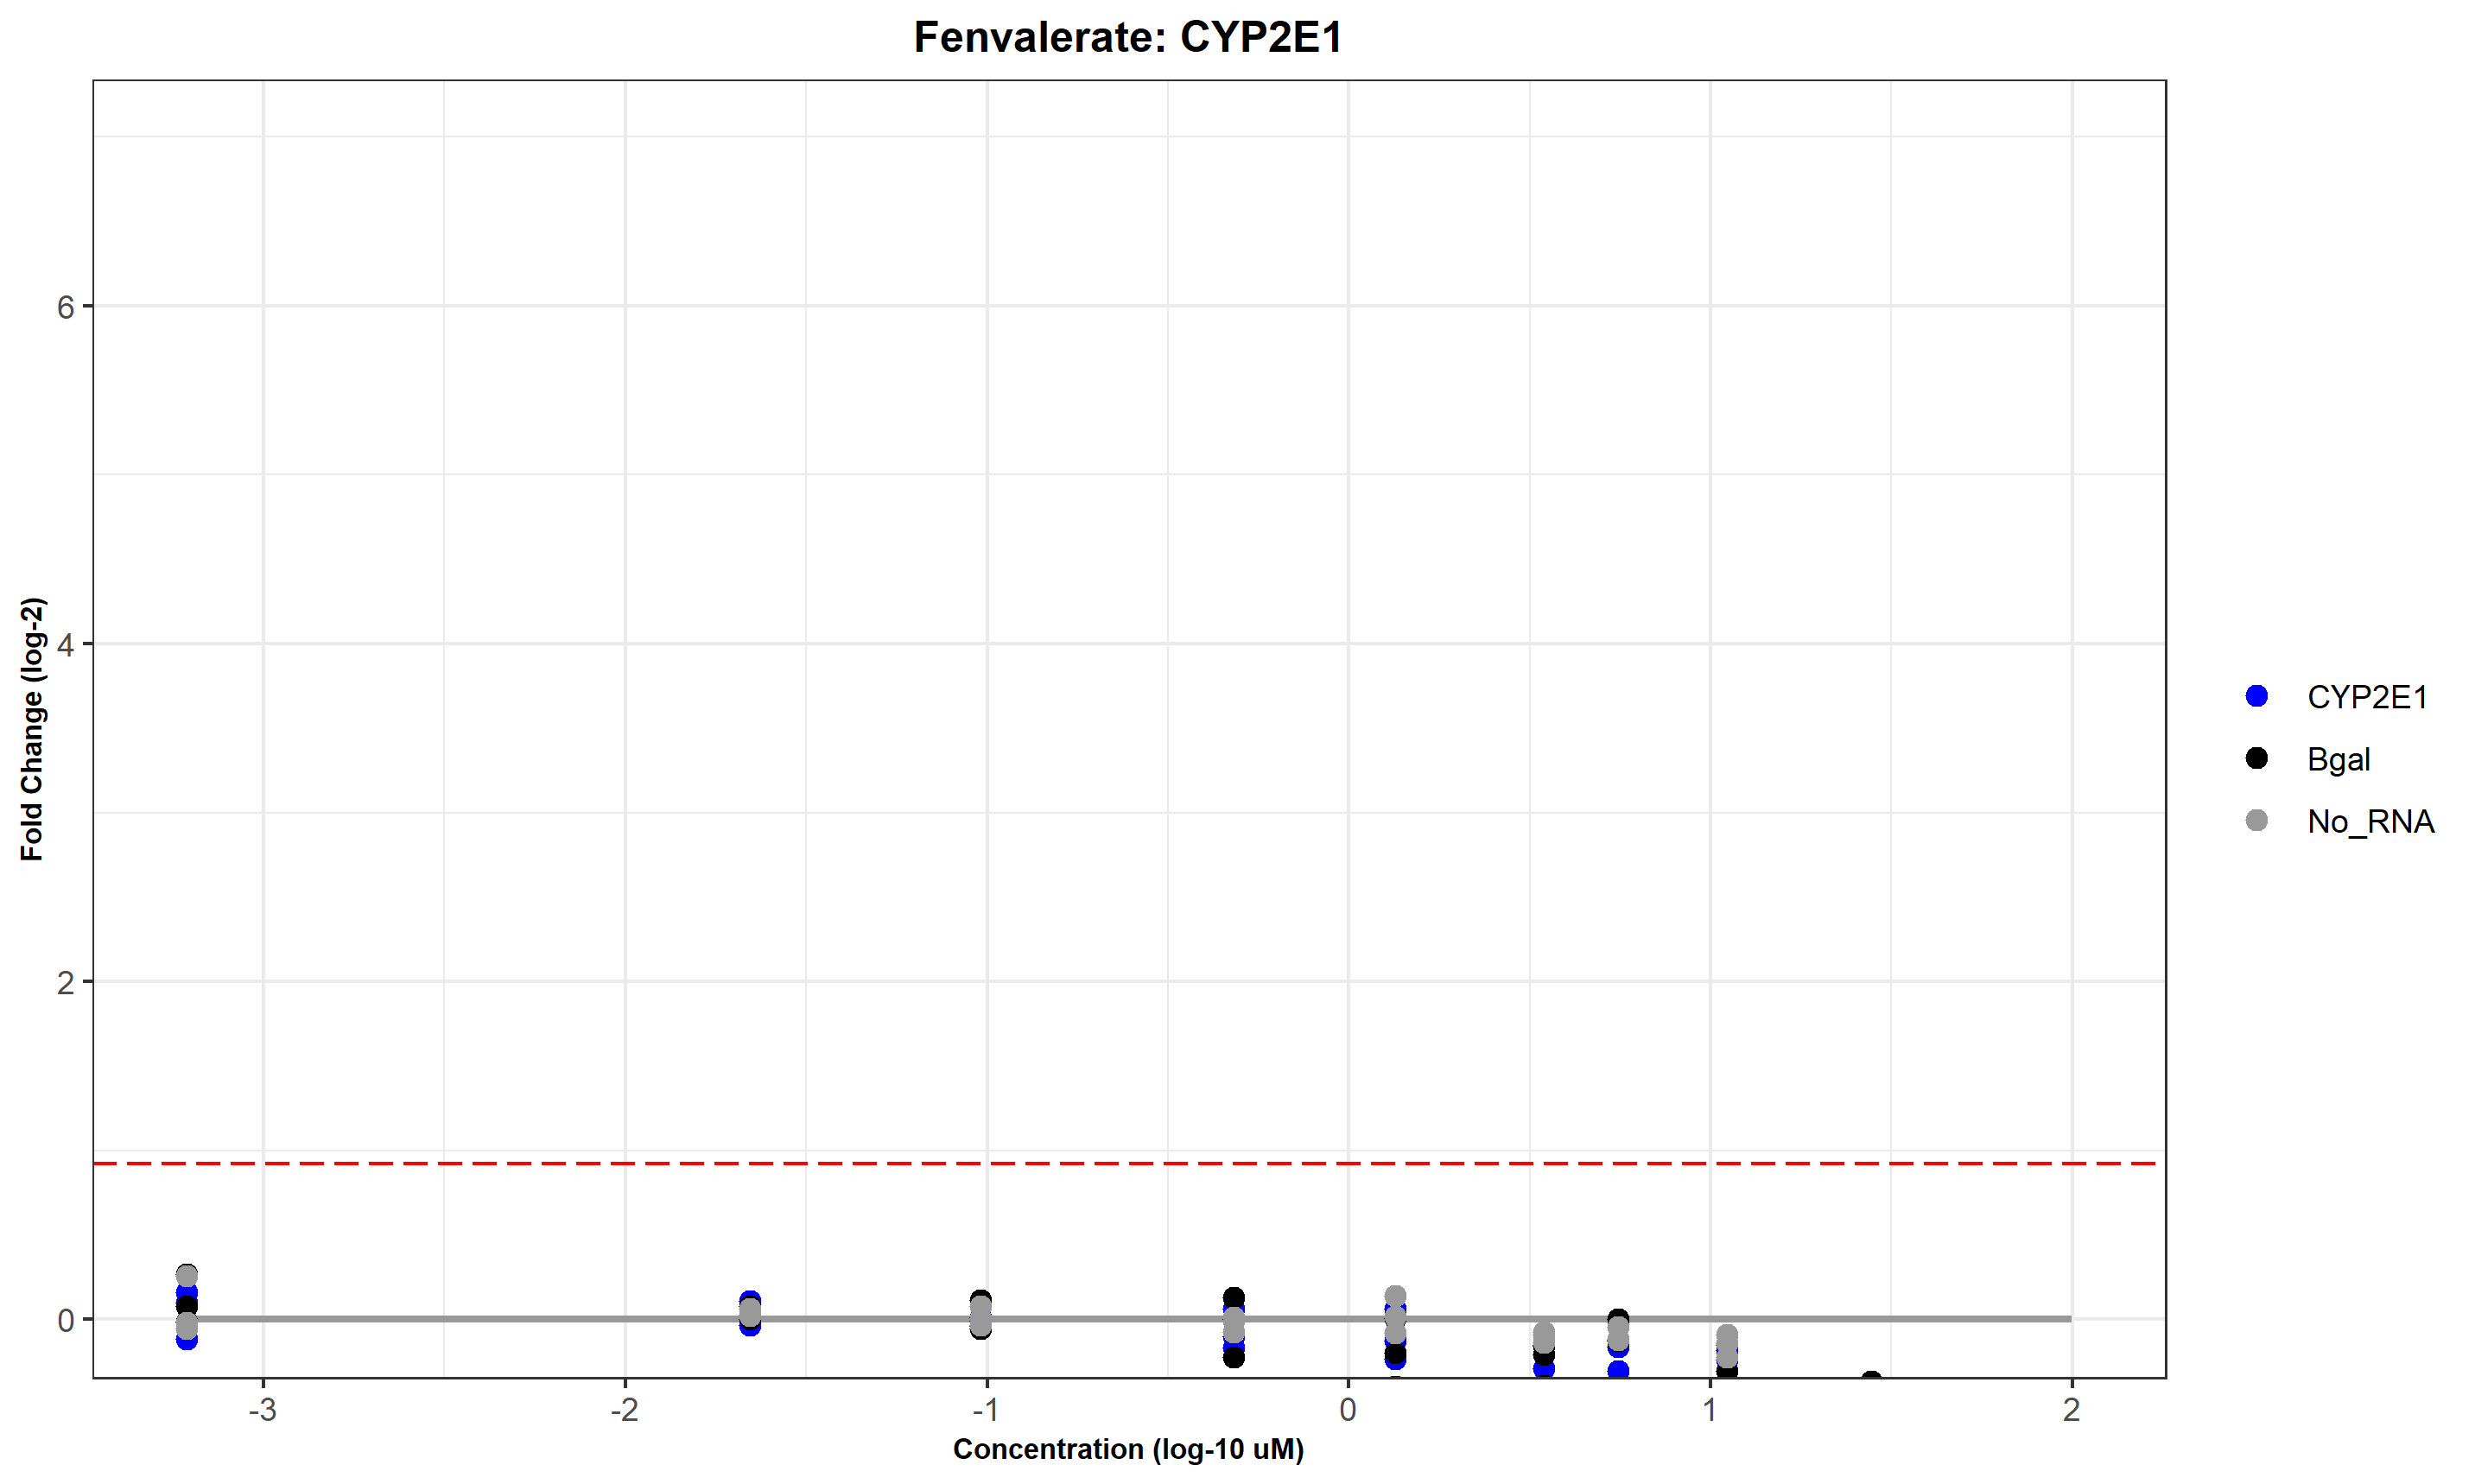 Fenvalerate: CYP2E1
Fold Change (log-2)
6
4
2
0
-3
-2
-1
0
1
2
Concentration (log-10 uM)
CYP2E1
Bgal
No_RNA